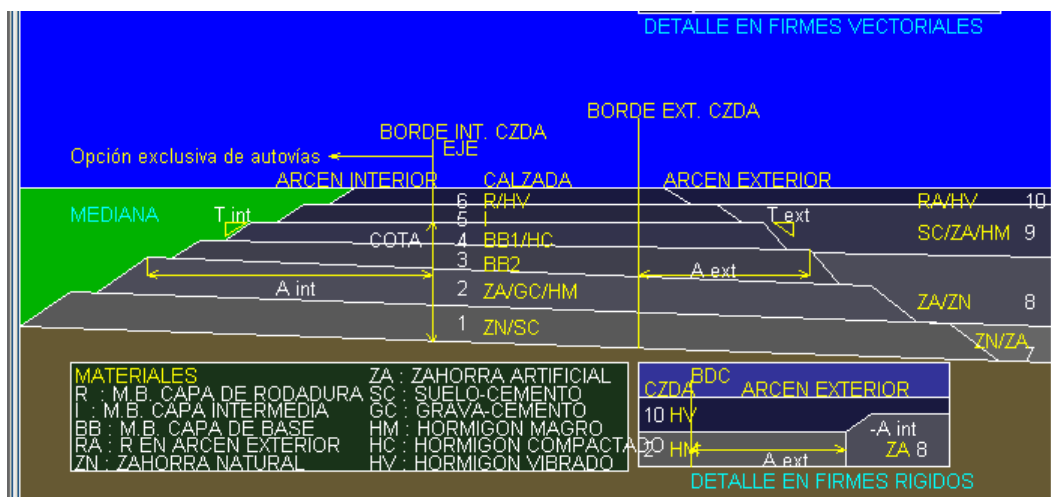 DETALLE EN FIRMES VECTORIALES
BORDE EXT. CZDA
BORDE INT. CZDA
EJE
Opción exclusiva de autovías
ARCEN INTERIOR CALZADA ARCEN EXTERIOR
6 R/HV RA/HV 10
MEDIANA T int 5 I T ext
COTA 4 BB1/HC SC/ZA/HM 9
3 BB2 A ext
A int 2 ZA/GC/HM ZA/ZN 8
1 ZN/SC ZN/ZA 7
MATERIALES
R : M.B. CAPA DE RODADURA
I : M.B. CAPA INTERMEDIA
BB : M.B. CAPA DE BASE
RA : R EN ARCEN EXTERIOR
ZN : ZAHORRA NATURAL
ZA : ZAHORRA ARTIFICIAL
SC : SUELO-CEMENTO
GC : GRAVA-CEMENTO
HM : HORMIGON MAGRO
HC : HORMIGON COMPACTADO
HV : HORMIGON VIBRADO
BDC
CZDA ARCEN EXTERIOR
10 HV
-A int
2 HM A ext ZA 8
DETALLE EN FIRMES RIGIDOS